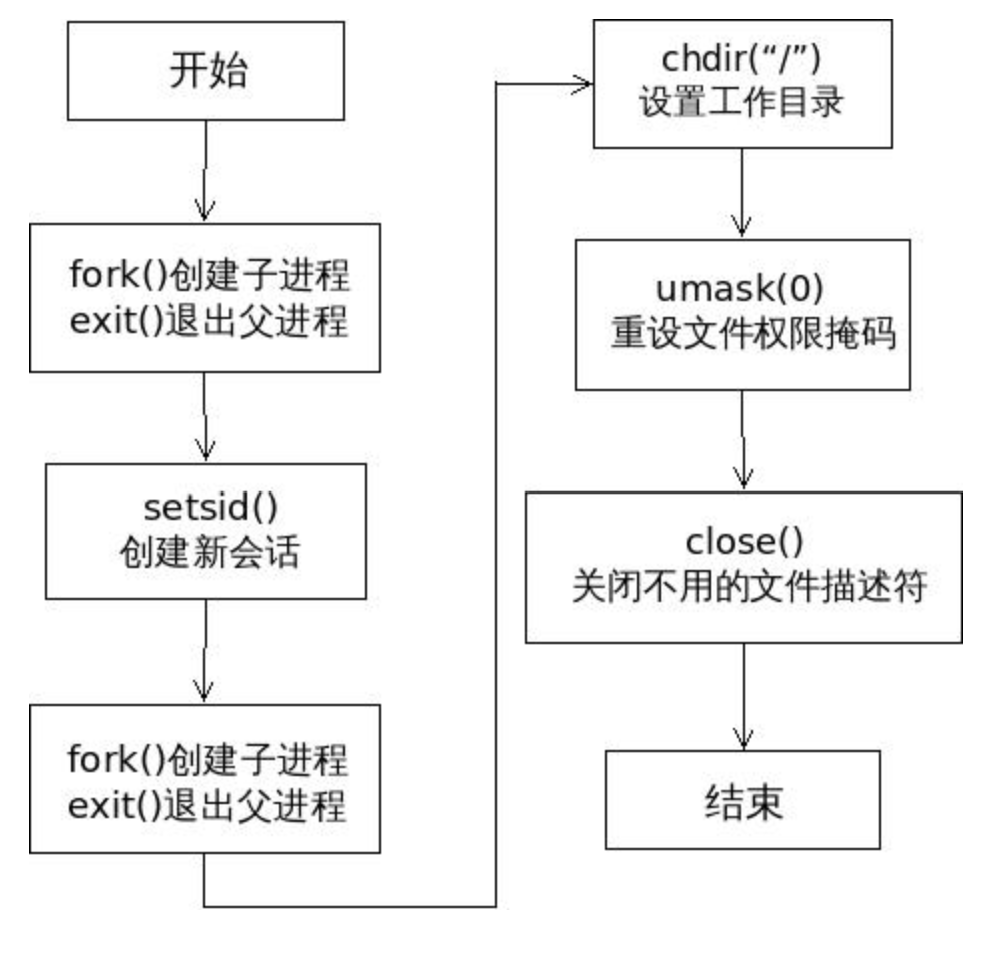 开始
fork()创建子进程
exit()退出父进程
setsid()
创建新会话
fork()创建子进程
exit()退出父进程
chdir(“/”)
设置工作目录
umask(0)
重设文件权限掩码
close()
关闭不用的文件描述符
结束